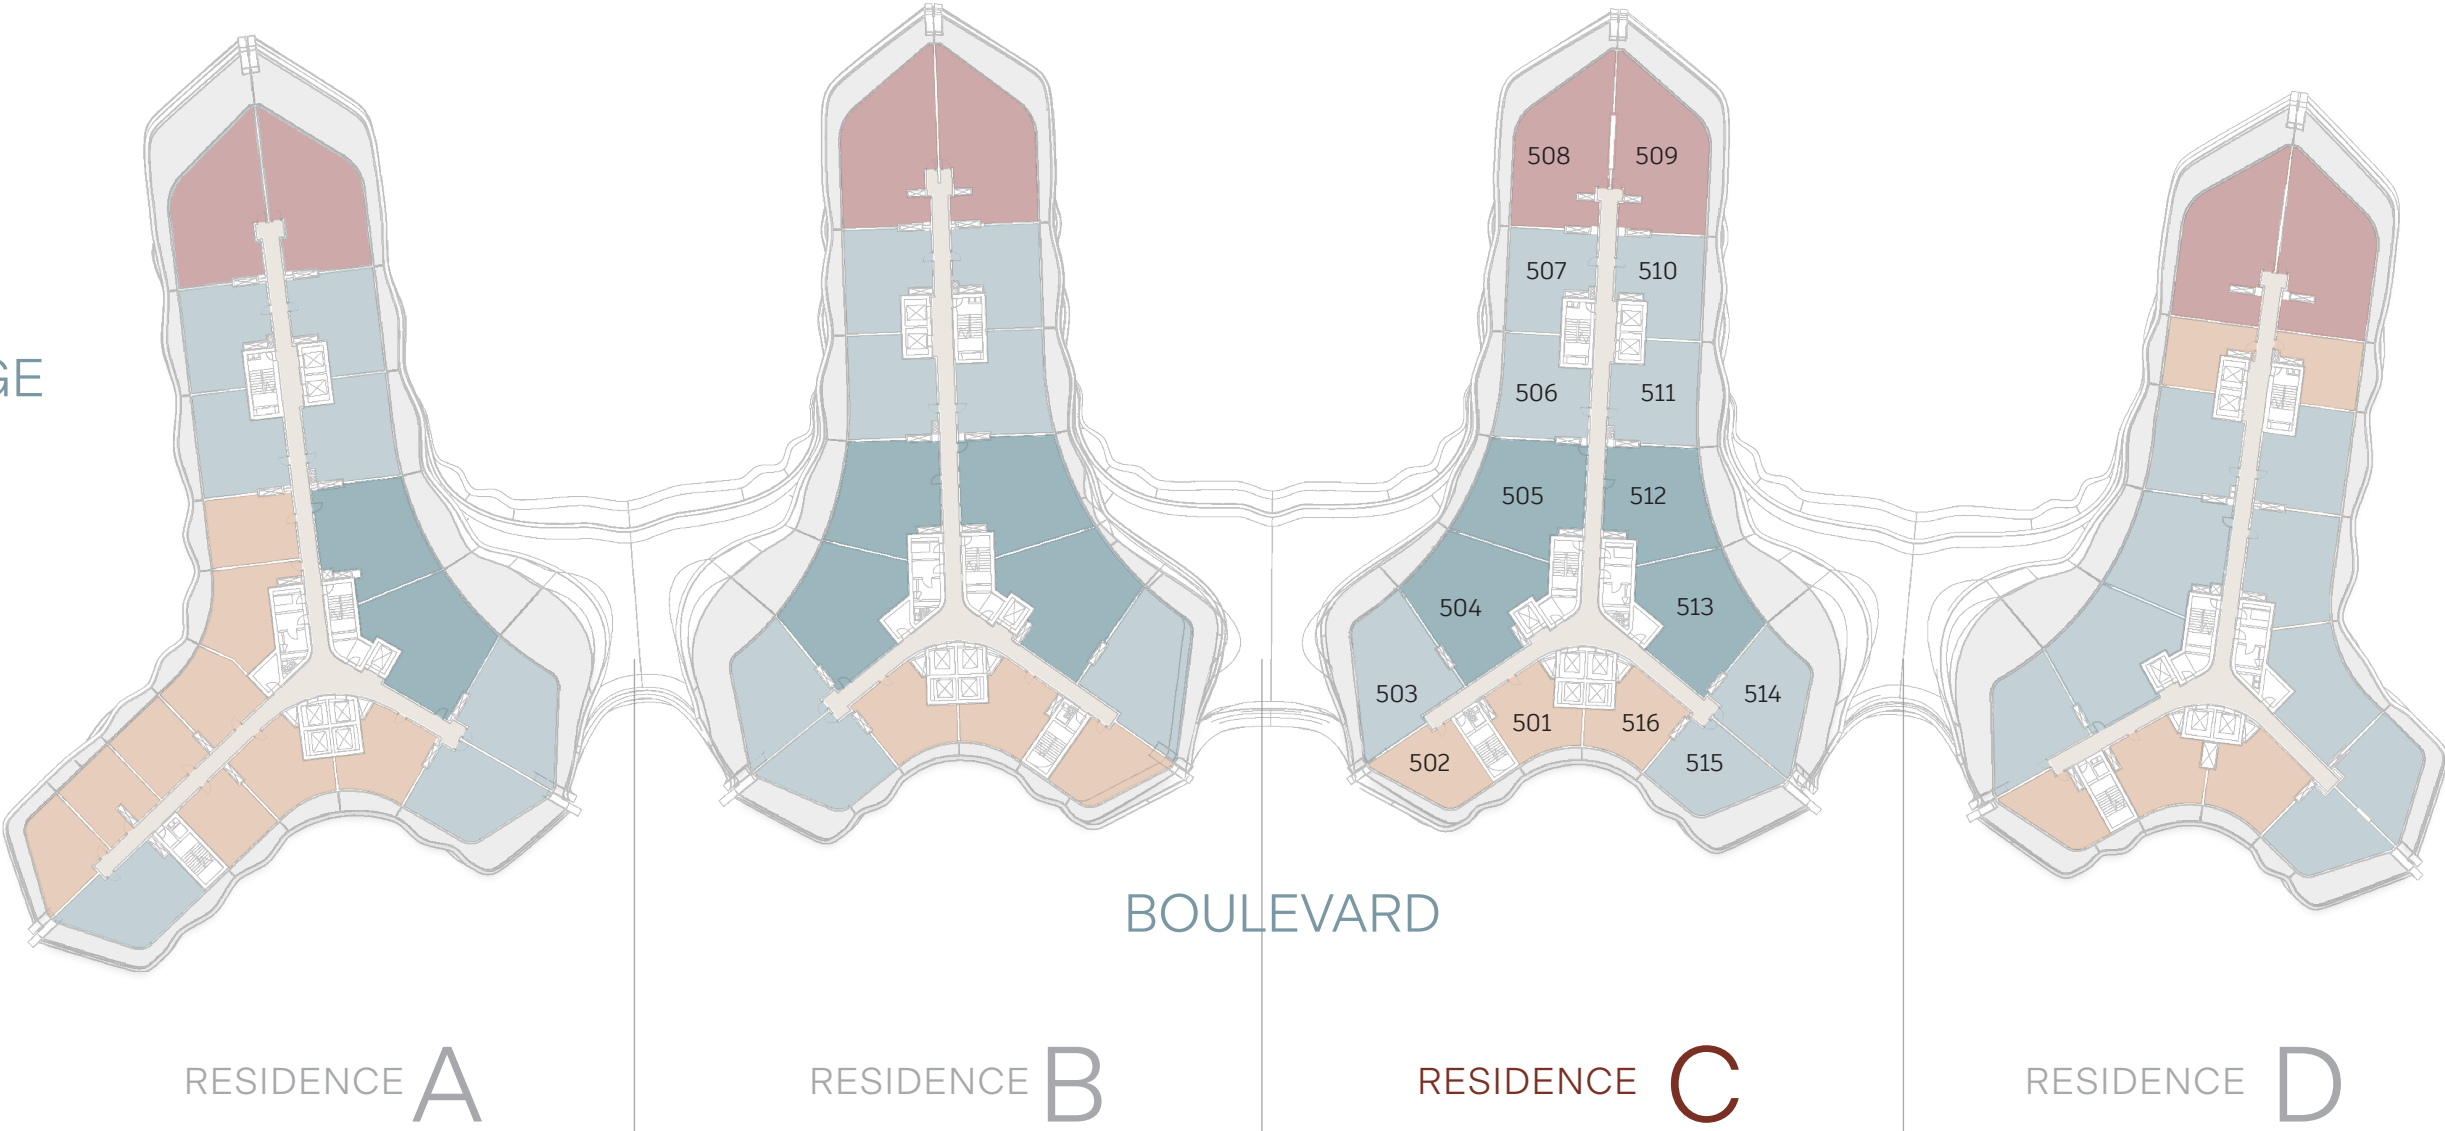 GE
508 509
507 510
506 511
505 512
504 513
503 514
501 516
502 515
BOULEVARD
RESIDENCE A
RESIDENCE B
RESIDENCE C
RESIDENCE D